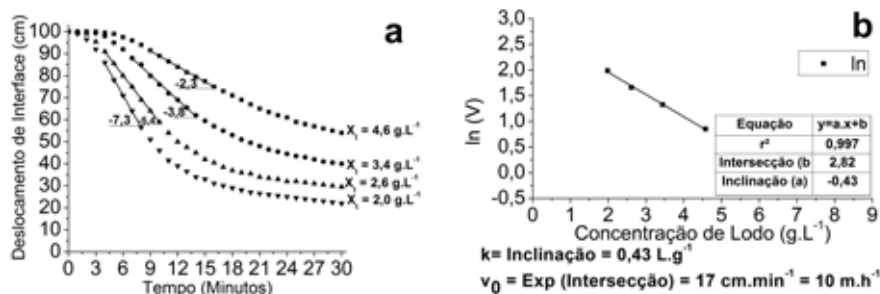 a
Deslocamento de Interface (cm)
100
90
80
70
60
50
40
30
20
10
0
0 3 6 9 12 15 18 21 24 27 30
Tempo (Minutos)
-2,3
-3,8
-5,4
-7,3
X_t = 4,6 g.L⁻¹
X_t = 3,4 g.L⁻¹
X_t = 2,6 g.L⁻¹
X_t = 2,0 g.L⁻¹
b
ln (V)
3,0
2,5
2,0
1,5
1,0
0,5
0,0
-0,5
0 1 2 3 4 5 6 7 8 9
Concentração de Lodo (g.L⁻¹)
ln
Equação y=a.x+b
r² 0,997
Intersecção (b 2,82
Inclinação (a) -0,43
k= Inclinação = 0,43 L.g⁻¹
v₀ = Exp (Intersecção) = 17 cm.min⁻¹ = 10 m.h⁻¹